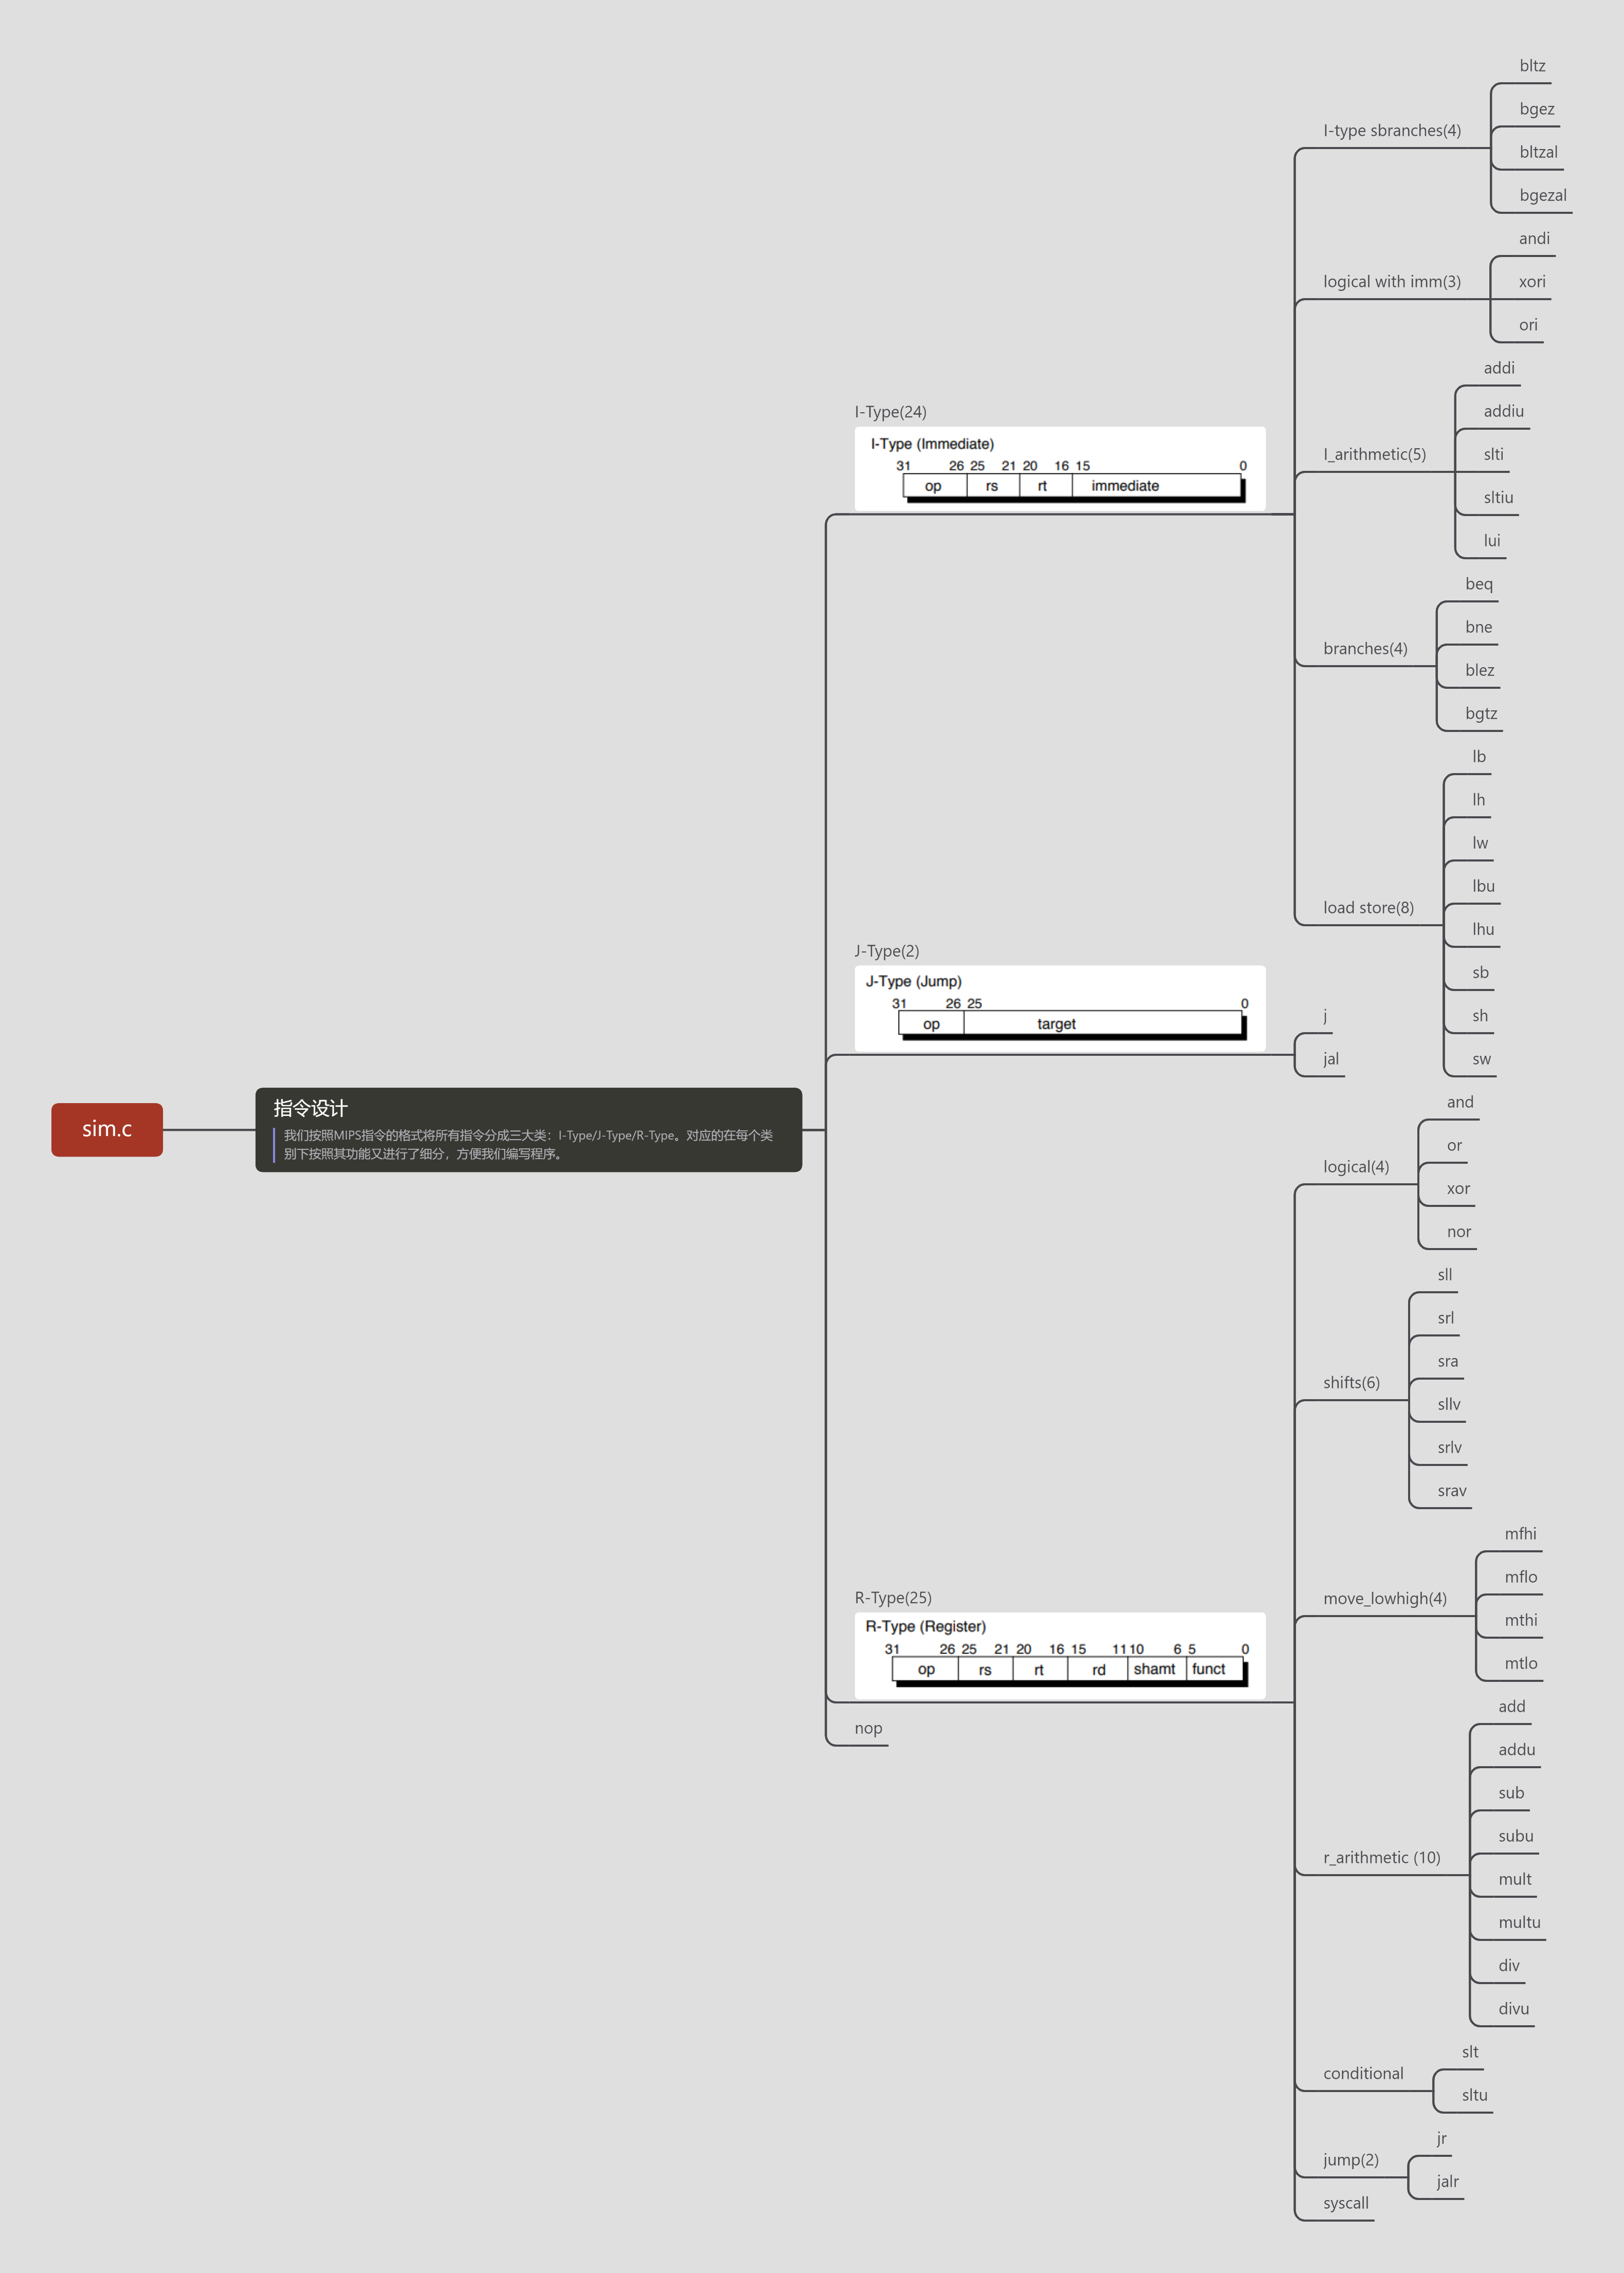 sim.c
指令设计
我们按照MIPS指令的格式将所有指令分成三大类：I-Type/J-Type/R-Type。对应的在每个类
别下按照其功能又进行了细分，方便我们编写程序。
I-Type(24)
I-Type (Immediate)
31 26 25 21 20 16 15 0
op rs rt immediate
I-type sbranches(4)
bltz
bgez
bltzal
bgezal
logical with imm(3)
andi
xori
ori
I_arithmetic(5)
addi
addiu
slti
sltiu
lui
branches(4)
beq
bne
blez
bgtz
load store(8)
lb
lh
lw
lbu
lhu
sb
sh
sw
J-Type(2)
J-Type (Jump)
31 26 25 0
op target
j
jal
R-Type(25)
R-Type (Register)
31 26 25 21 20 16 15 11 10 6 5 0
op rs rt rd shamt funct
logical(4)
and
or
xor
nor
shifts(6)
sll
srl
sra
sllv
srlv
srav
move_lowhigh(4)
mfhi
mflo
mthi
mtlo
r_arithmetic (10)
add
addu
sub
subu
mult
multu
div
divu
conditional
slt
sltu
jump(2)
jr
jalr
syscall
nop